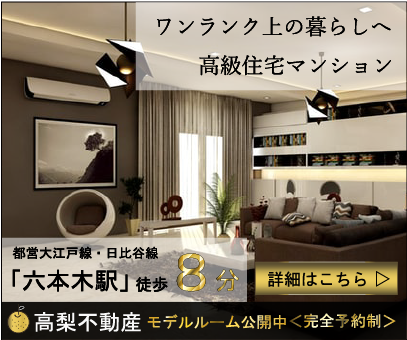 ワンランク上の暮らしへ
高級住宅マンション
都営大江戸線・日比谷線
「六本木駅」徒歩8分
詳細はこちら ▷
高梨不動産 モデルルーム公開中＜完全予約制＞